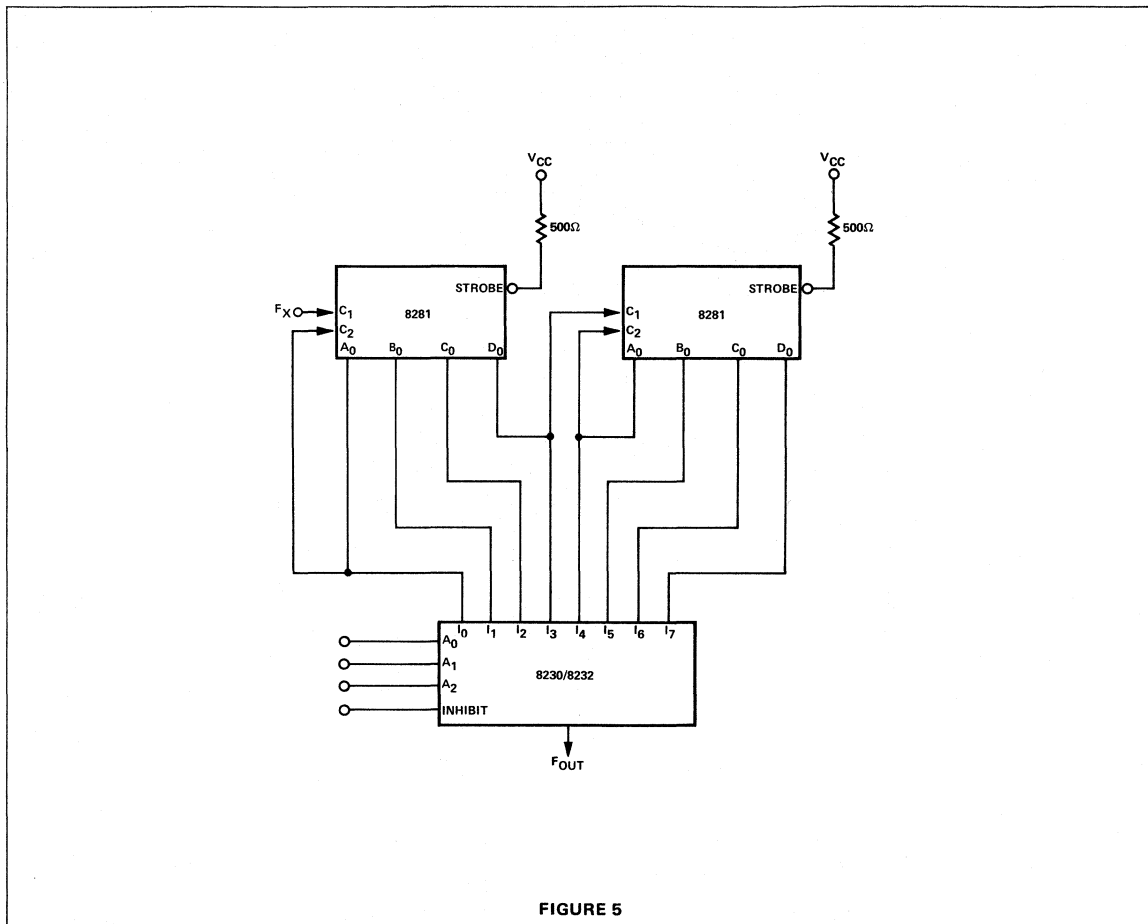 VCC VCC
500Ω 500Ω
STROBE STROBE
FX C1 8281 C1 8281
C2 C2
A0 B0 C0 D0 A0 B0 C0 D0
I0 I1 I2 I3 I4 I5 I6 I7
A0
A1 8230/8232
A2
INHIBIT
FOUT
FIGURE 5